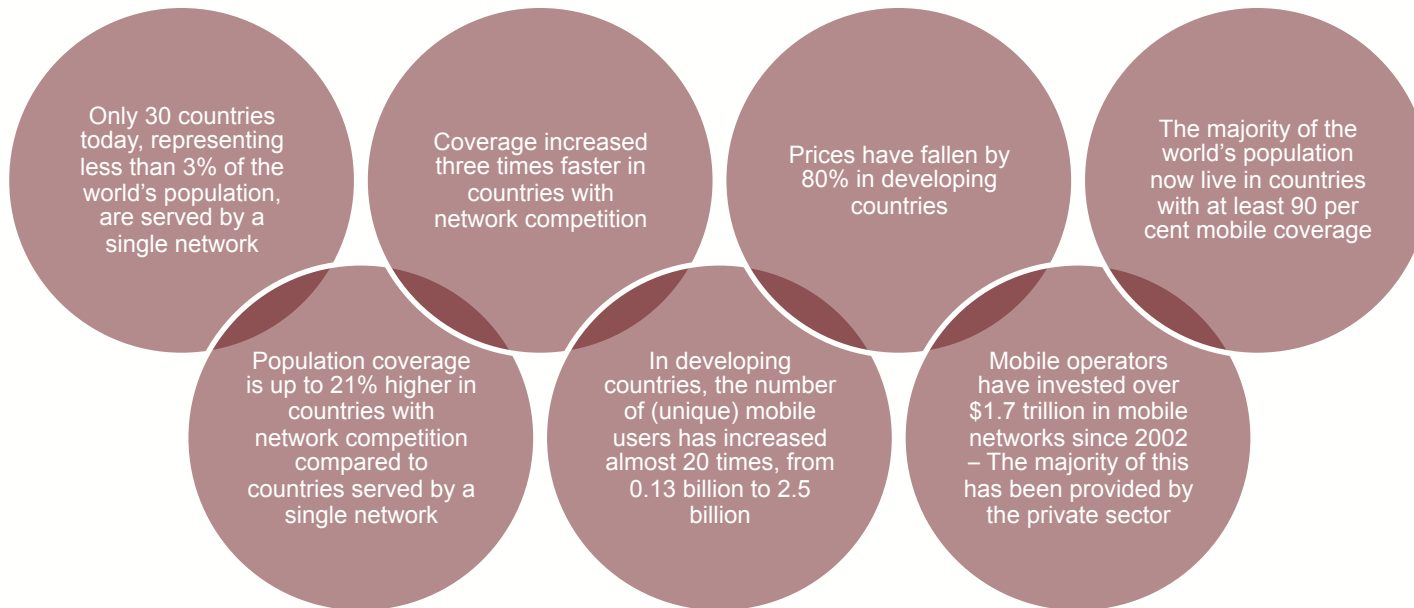 Only 30 countries
today, representing
less than 3% of the
world’s population,
are served by a
single network
Population coverage
is up to 21% higher in
countries with
network competition
compared to
countries served by a
single network
Coverage increased
three times faster in
countries with
network competition
In developing
countries, the number
of (unique) mobile
users has increased
almost 20 times, from
0.13 billion to 2.5
billion
Prices have fallen by
80% in developing
countries
Mobile operators
have invested over
$1.7 trillion in mobile
networks since 2002
– The majority of this
has been provided by
the private sector
The majority of the
world’s population
now live in countries
with at least 90 per
cent mobile coverage